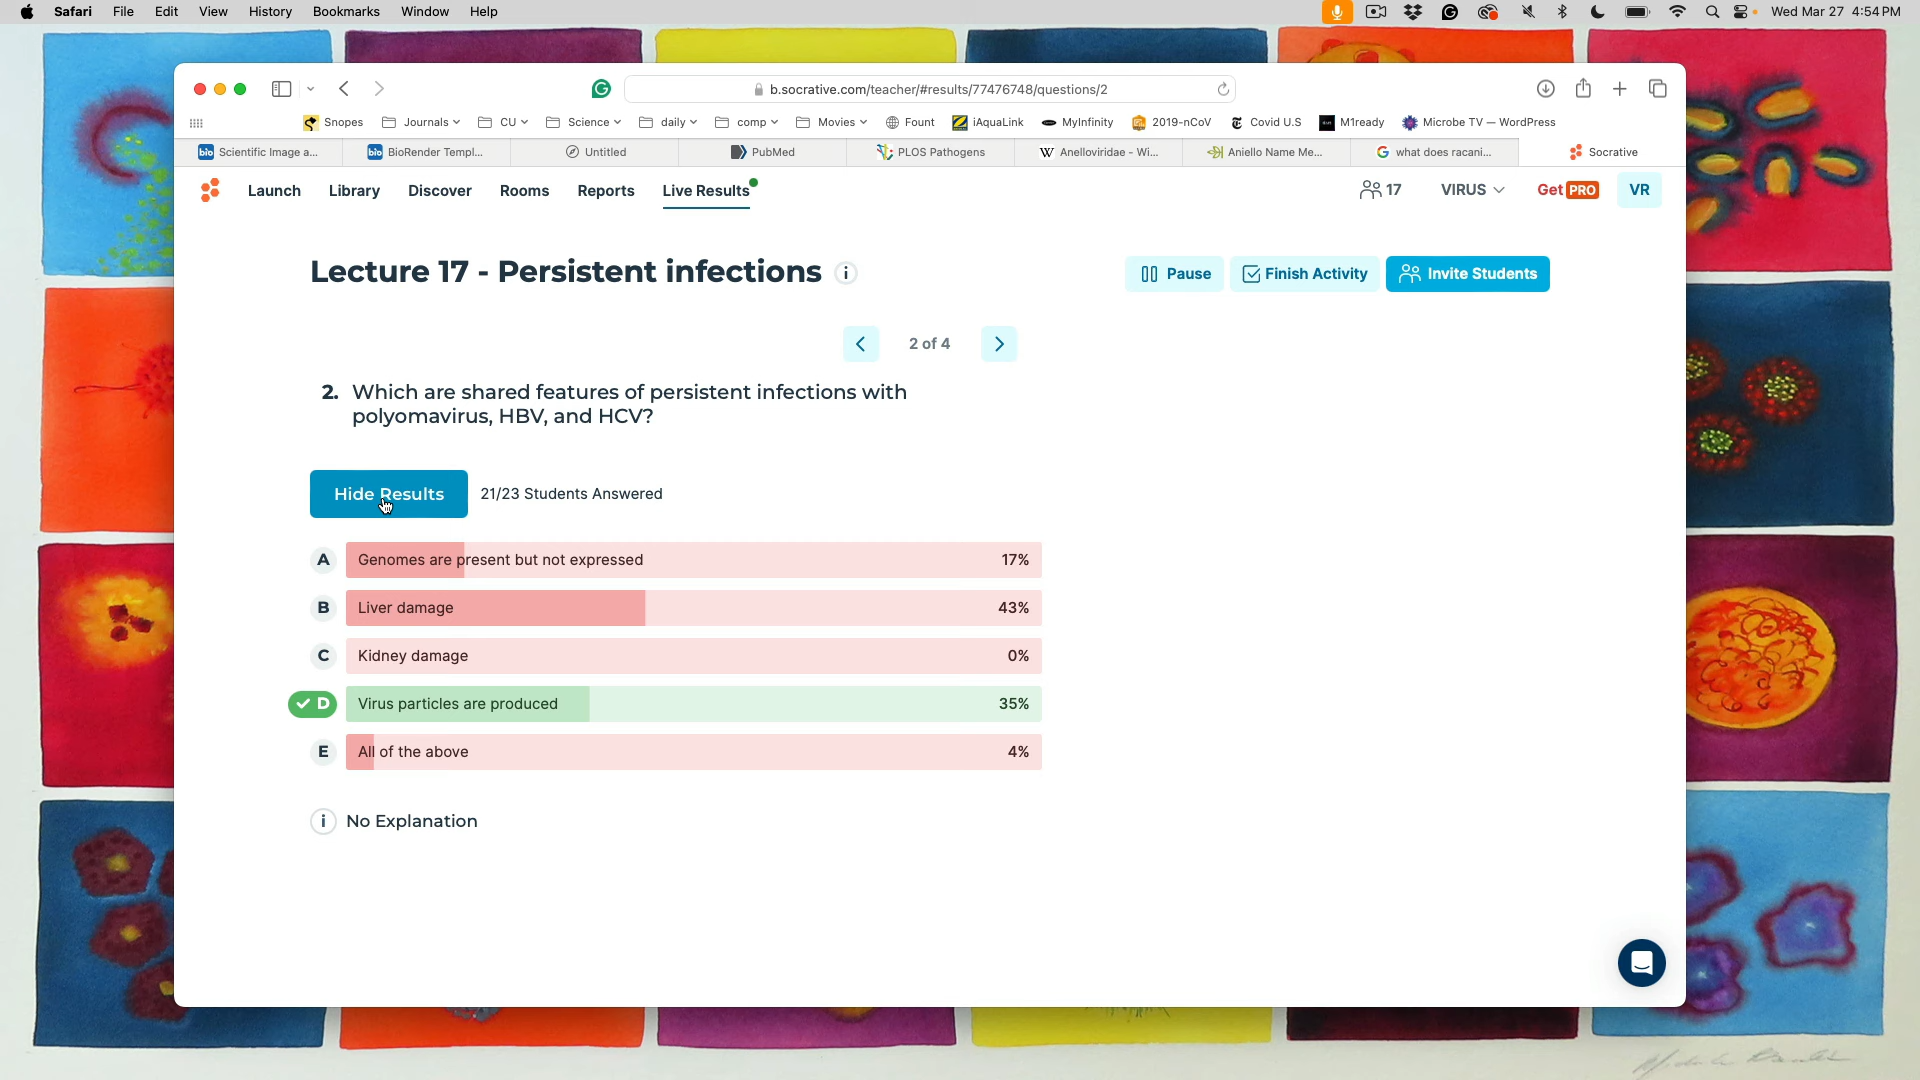 Safari File Edit View History Bookmarks Window Help Wed Mar 27 4:54 PM
b.socrative.com/teacher/#results/77476748/questions/2
Snopes Journals CU Science daily comp Movies Fount iAquaLink MyInfinity 2019-nCoV Covid U.S M1ready Microbe TV — WordPress
bio Scientific Image a... bio BioRender Templ... Untitled PubMed PLOS Pathogens W Anelloviridae - Wi... Aniello Name Me... G what does racani... Socrative
Launch Library Discover Rooms Reports Live Results 17 VIRUS Get PRO VR
Lecture 17 - Persistent infections i Pause Finish Activity Invite Students
2 of 4
2. Which are shared features of persistent infections with
polyomavirus, HBV, and HCV?
Hide Results 21/23 Students Answered
A Genomes are present but not expressed 17%
B Liver damage 43%
C Kidney damage 0%
D Virus particles are produced 35%
E All of the above 4%
i No Explanation